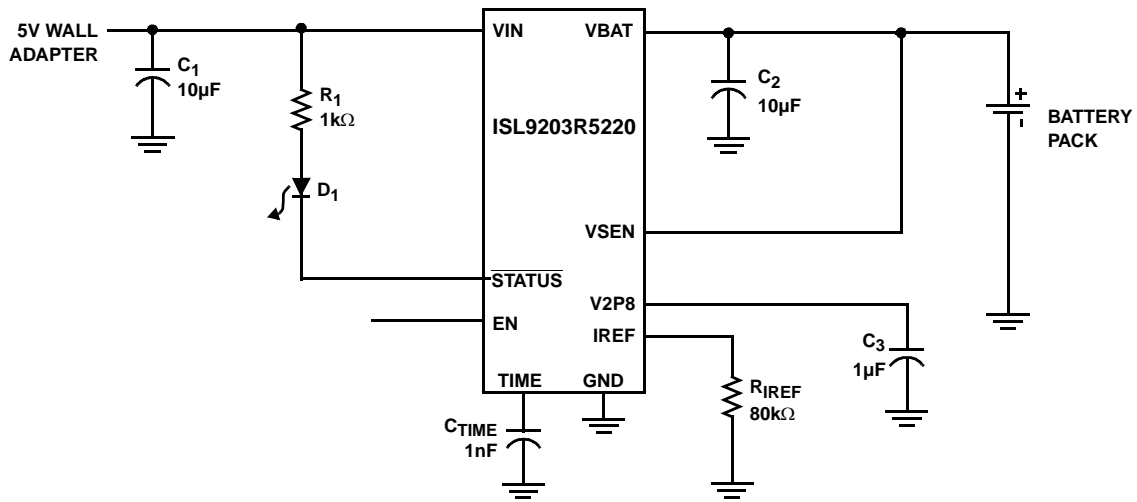 5V WALL
ADAPTER
C1
10µF
R1
1kΩ
D1
VIN
VBAT
ISL9203R5220
VSEN
STATUS
V2P8
EN
IREF
TIME
GND
CTIME
1nF
C2
10µF
+
-
BATTERY
PACK
C3
1µF
RIREF
80kΩ